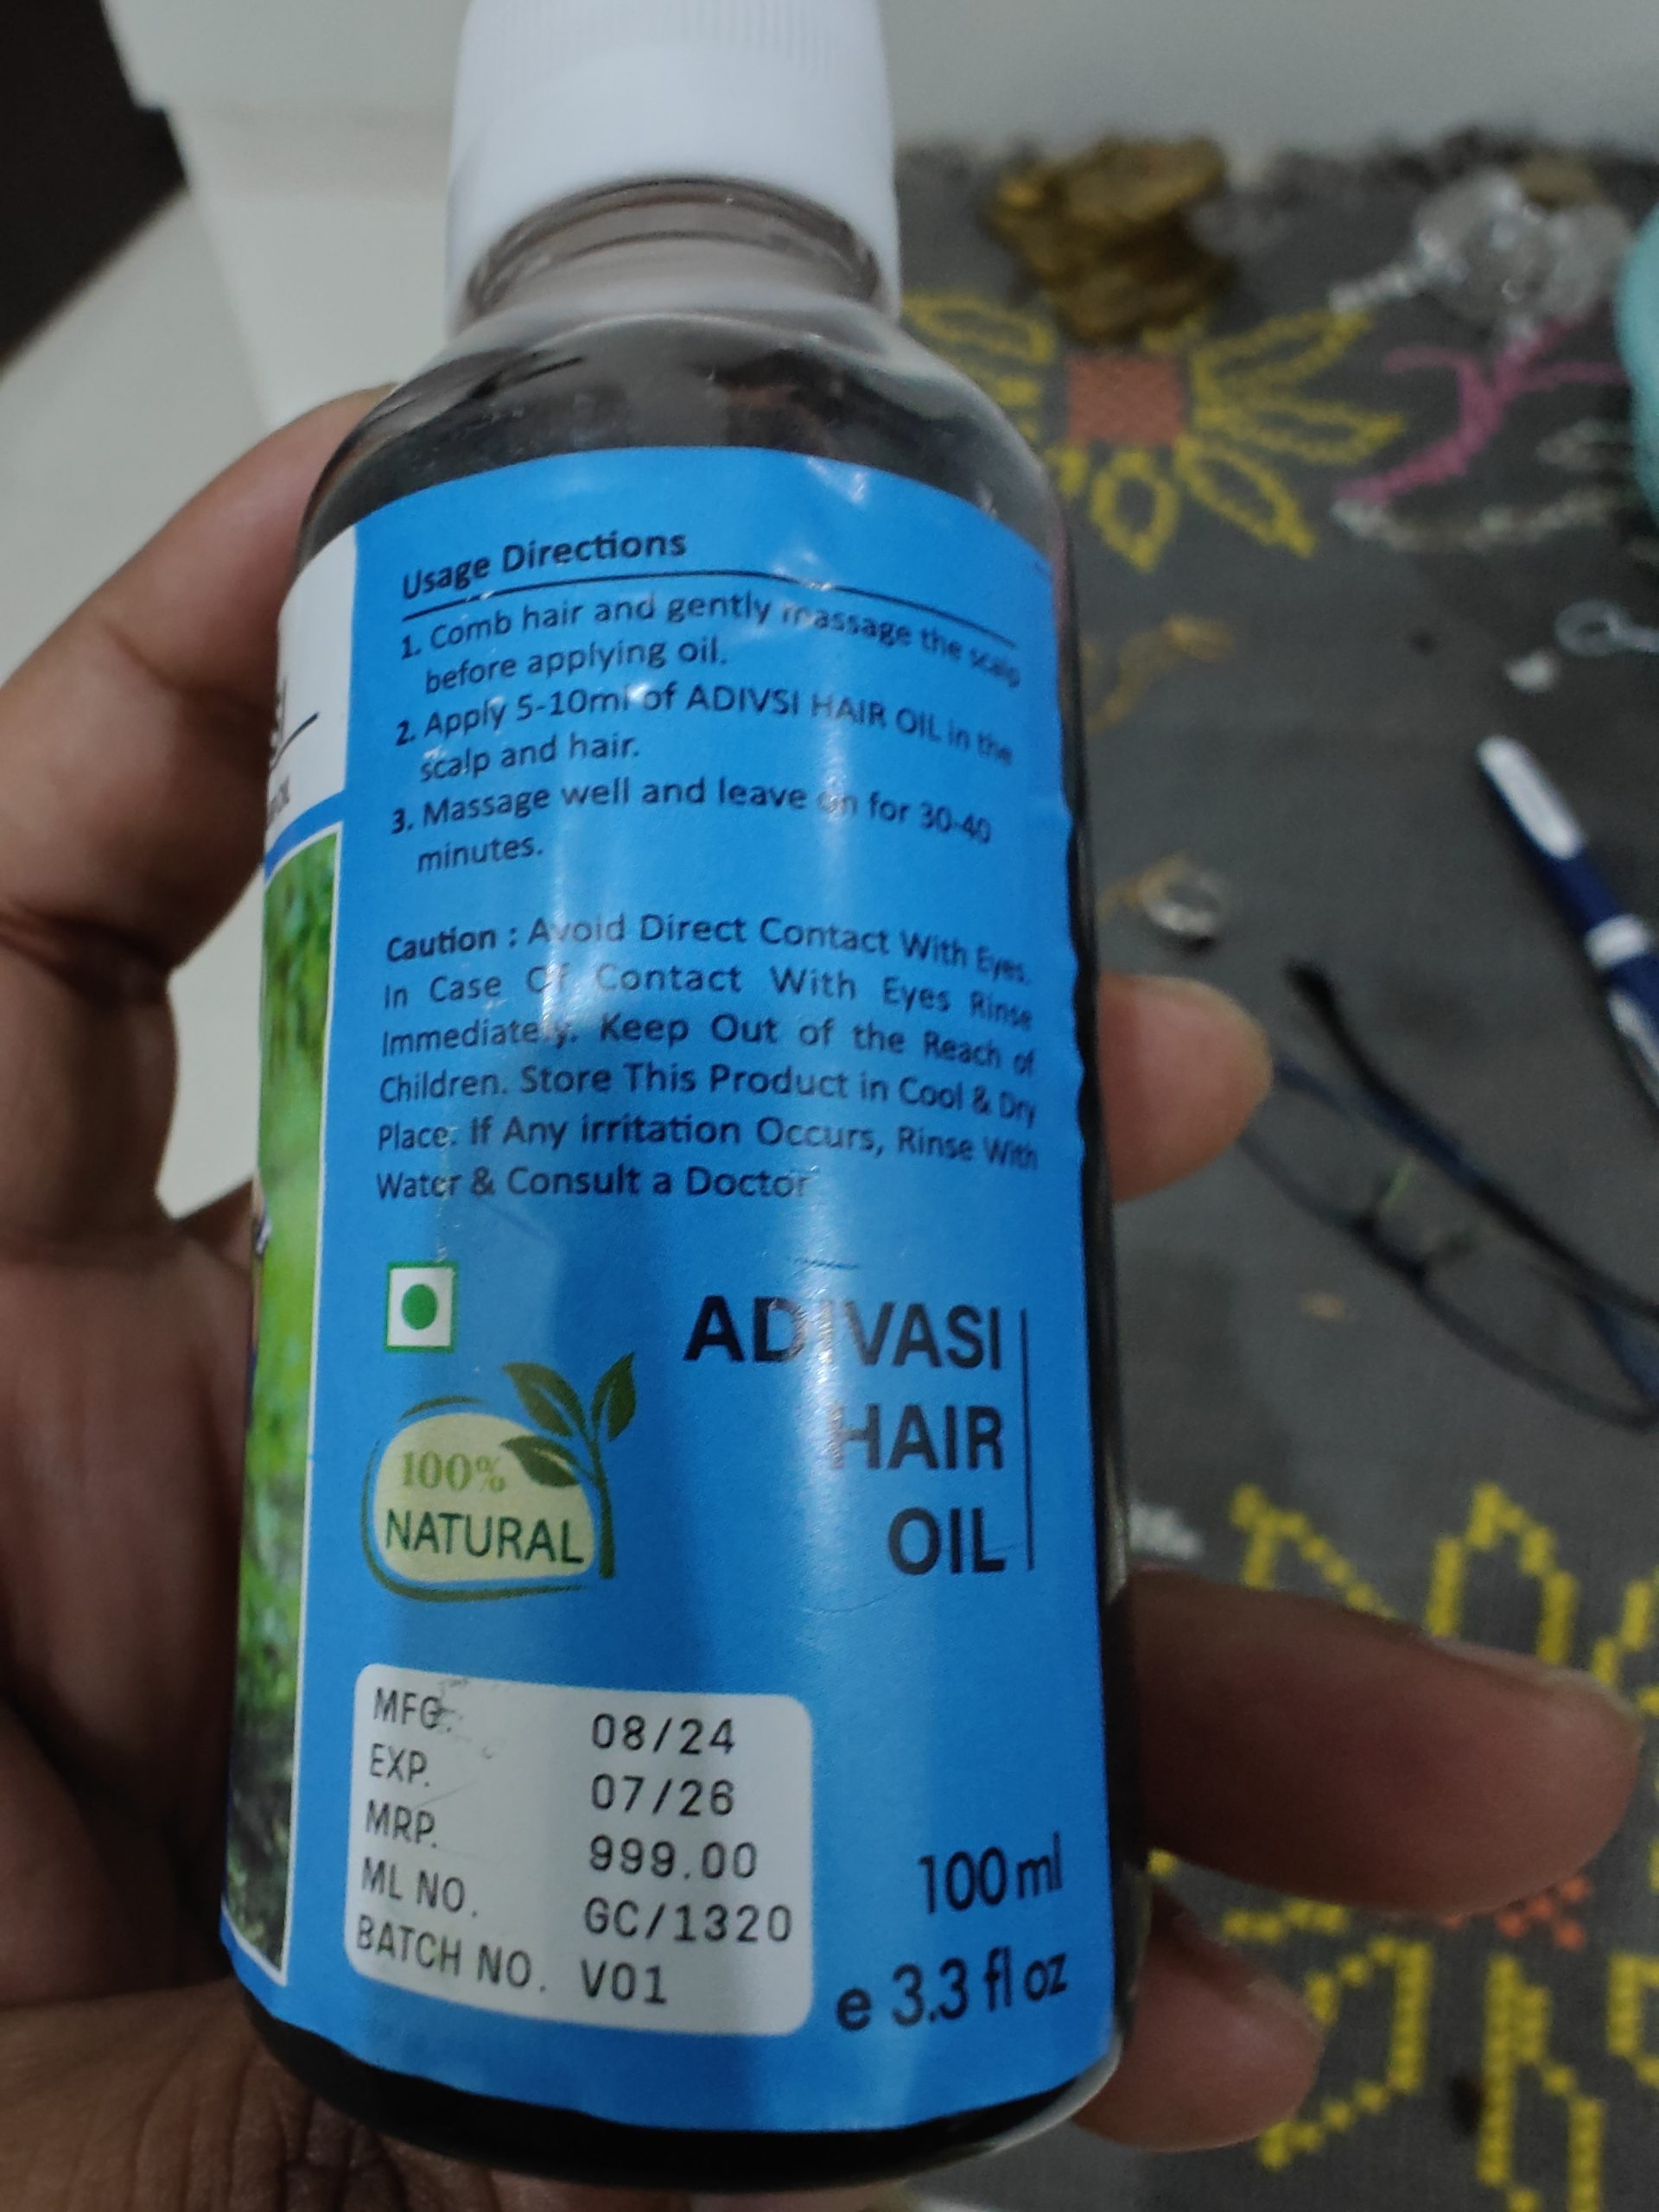 Usage Directions
1. Comb hair and gently massage the scalp
before applying oil.
2. Apply 5-10ml of ADIVSI HAIR OIL in the
scalp and hair.
3. Massage well and leave on for 30-40
minutes.
Caution : Avoid Direct Contact With Eyes.
In Case Of Contact With Eyes Rinse
Immediately. Keep Out of the Reach of
Children. Store This Product in Cool & Dry
Place. If Any irritation Occurs, Rinse With
Water & Consult a Doctor
ADIVASI
HAIR
OIL
100%
NATURAL
MFG. 08/24
EXP. 07/26
MRP. 999.00
ML NO. GC/1320
BATCH NO. V01
100 ml
e 3.3 fl oz